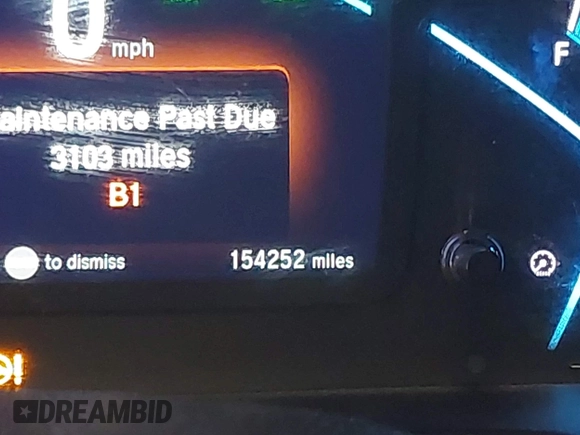 0 mph
F
aintenance Past Due
3103 miles
B1
to dismiss
154252 miles
!
DREAMBID